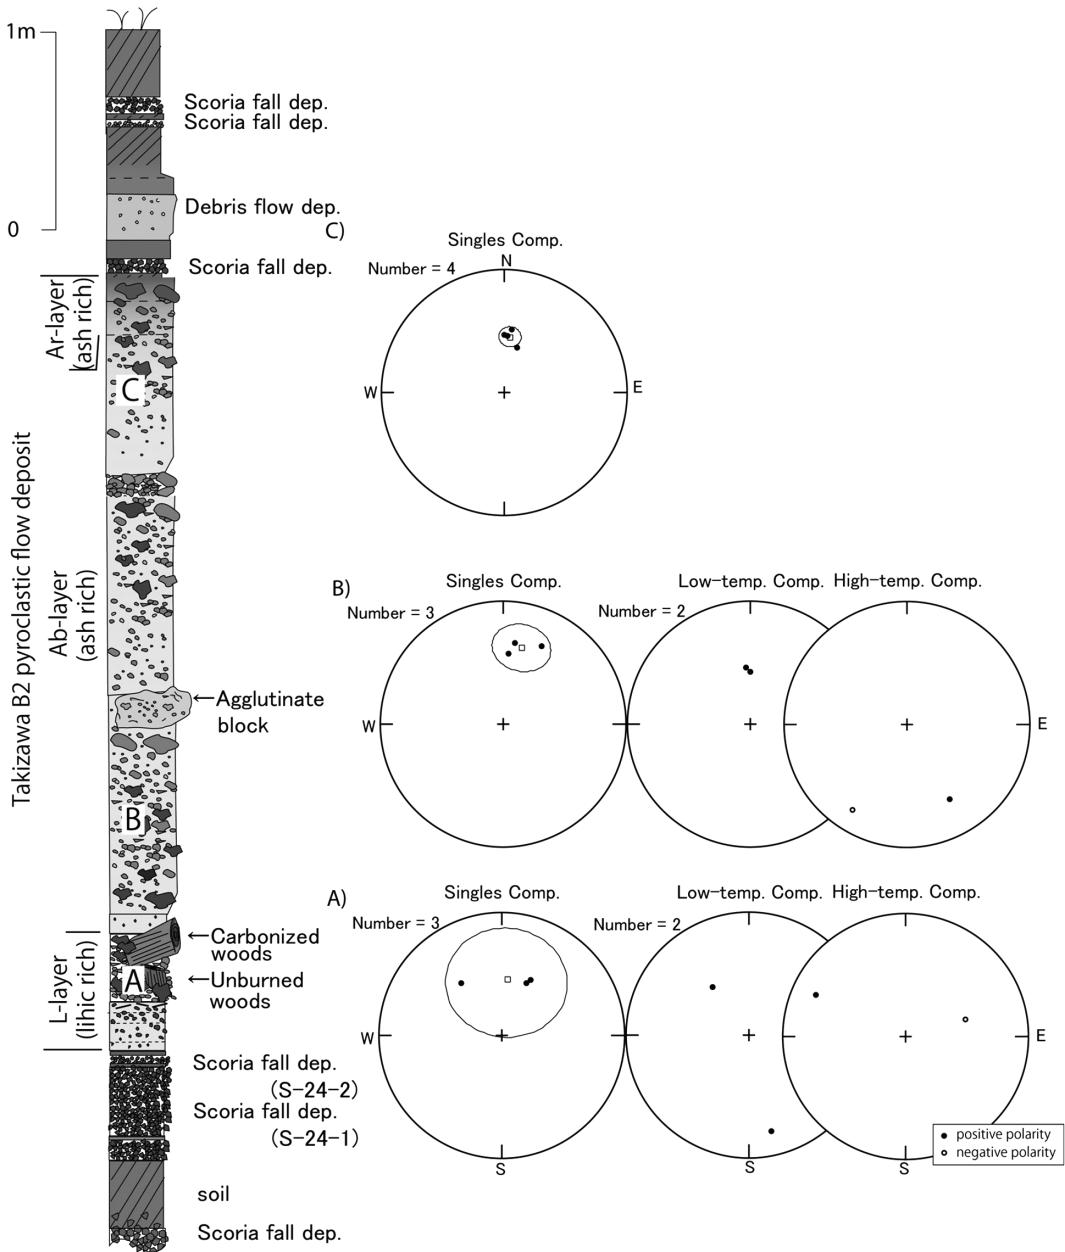 1m
Scoria fall dep.
Scoria fall dep.
Debris flow dep.
0
Scoria fall dep.
Takizawa B2 pyroclastic flow deposit
Ar-layer
(ash rich)
Ab-layer
(ash rich)
L-layer
(lihic rich)
C
B
A
←Agglutinate
block
←Carbonized
woods
←Unburned
woods
Scoria fall dep.
(S-24-2)
Scoria fall dep.
(S-24-1)
soil
Scoria fall dep.
C)
Singles Comp.
Number = 4
N
W
E
B)
Singles Comp.
Low-temp. Comp.
High-temp. Comp.
Number = 3
Number = 2
W
E
A)
Singles Comp.
Low-temp. Comp.
High-temp. Comp.
Number = 3
Number = 2
W
E
S
S
S
positive polarity
negative polarity